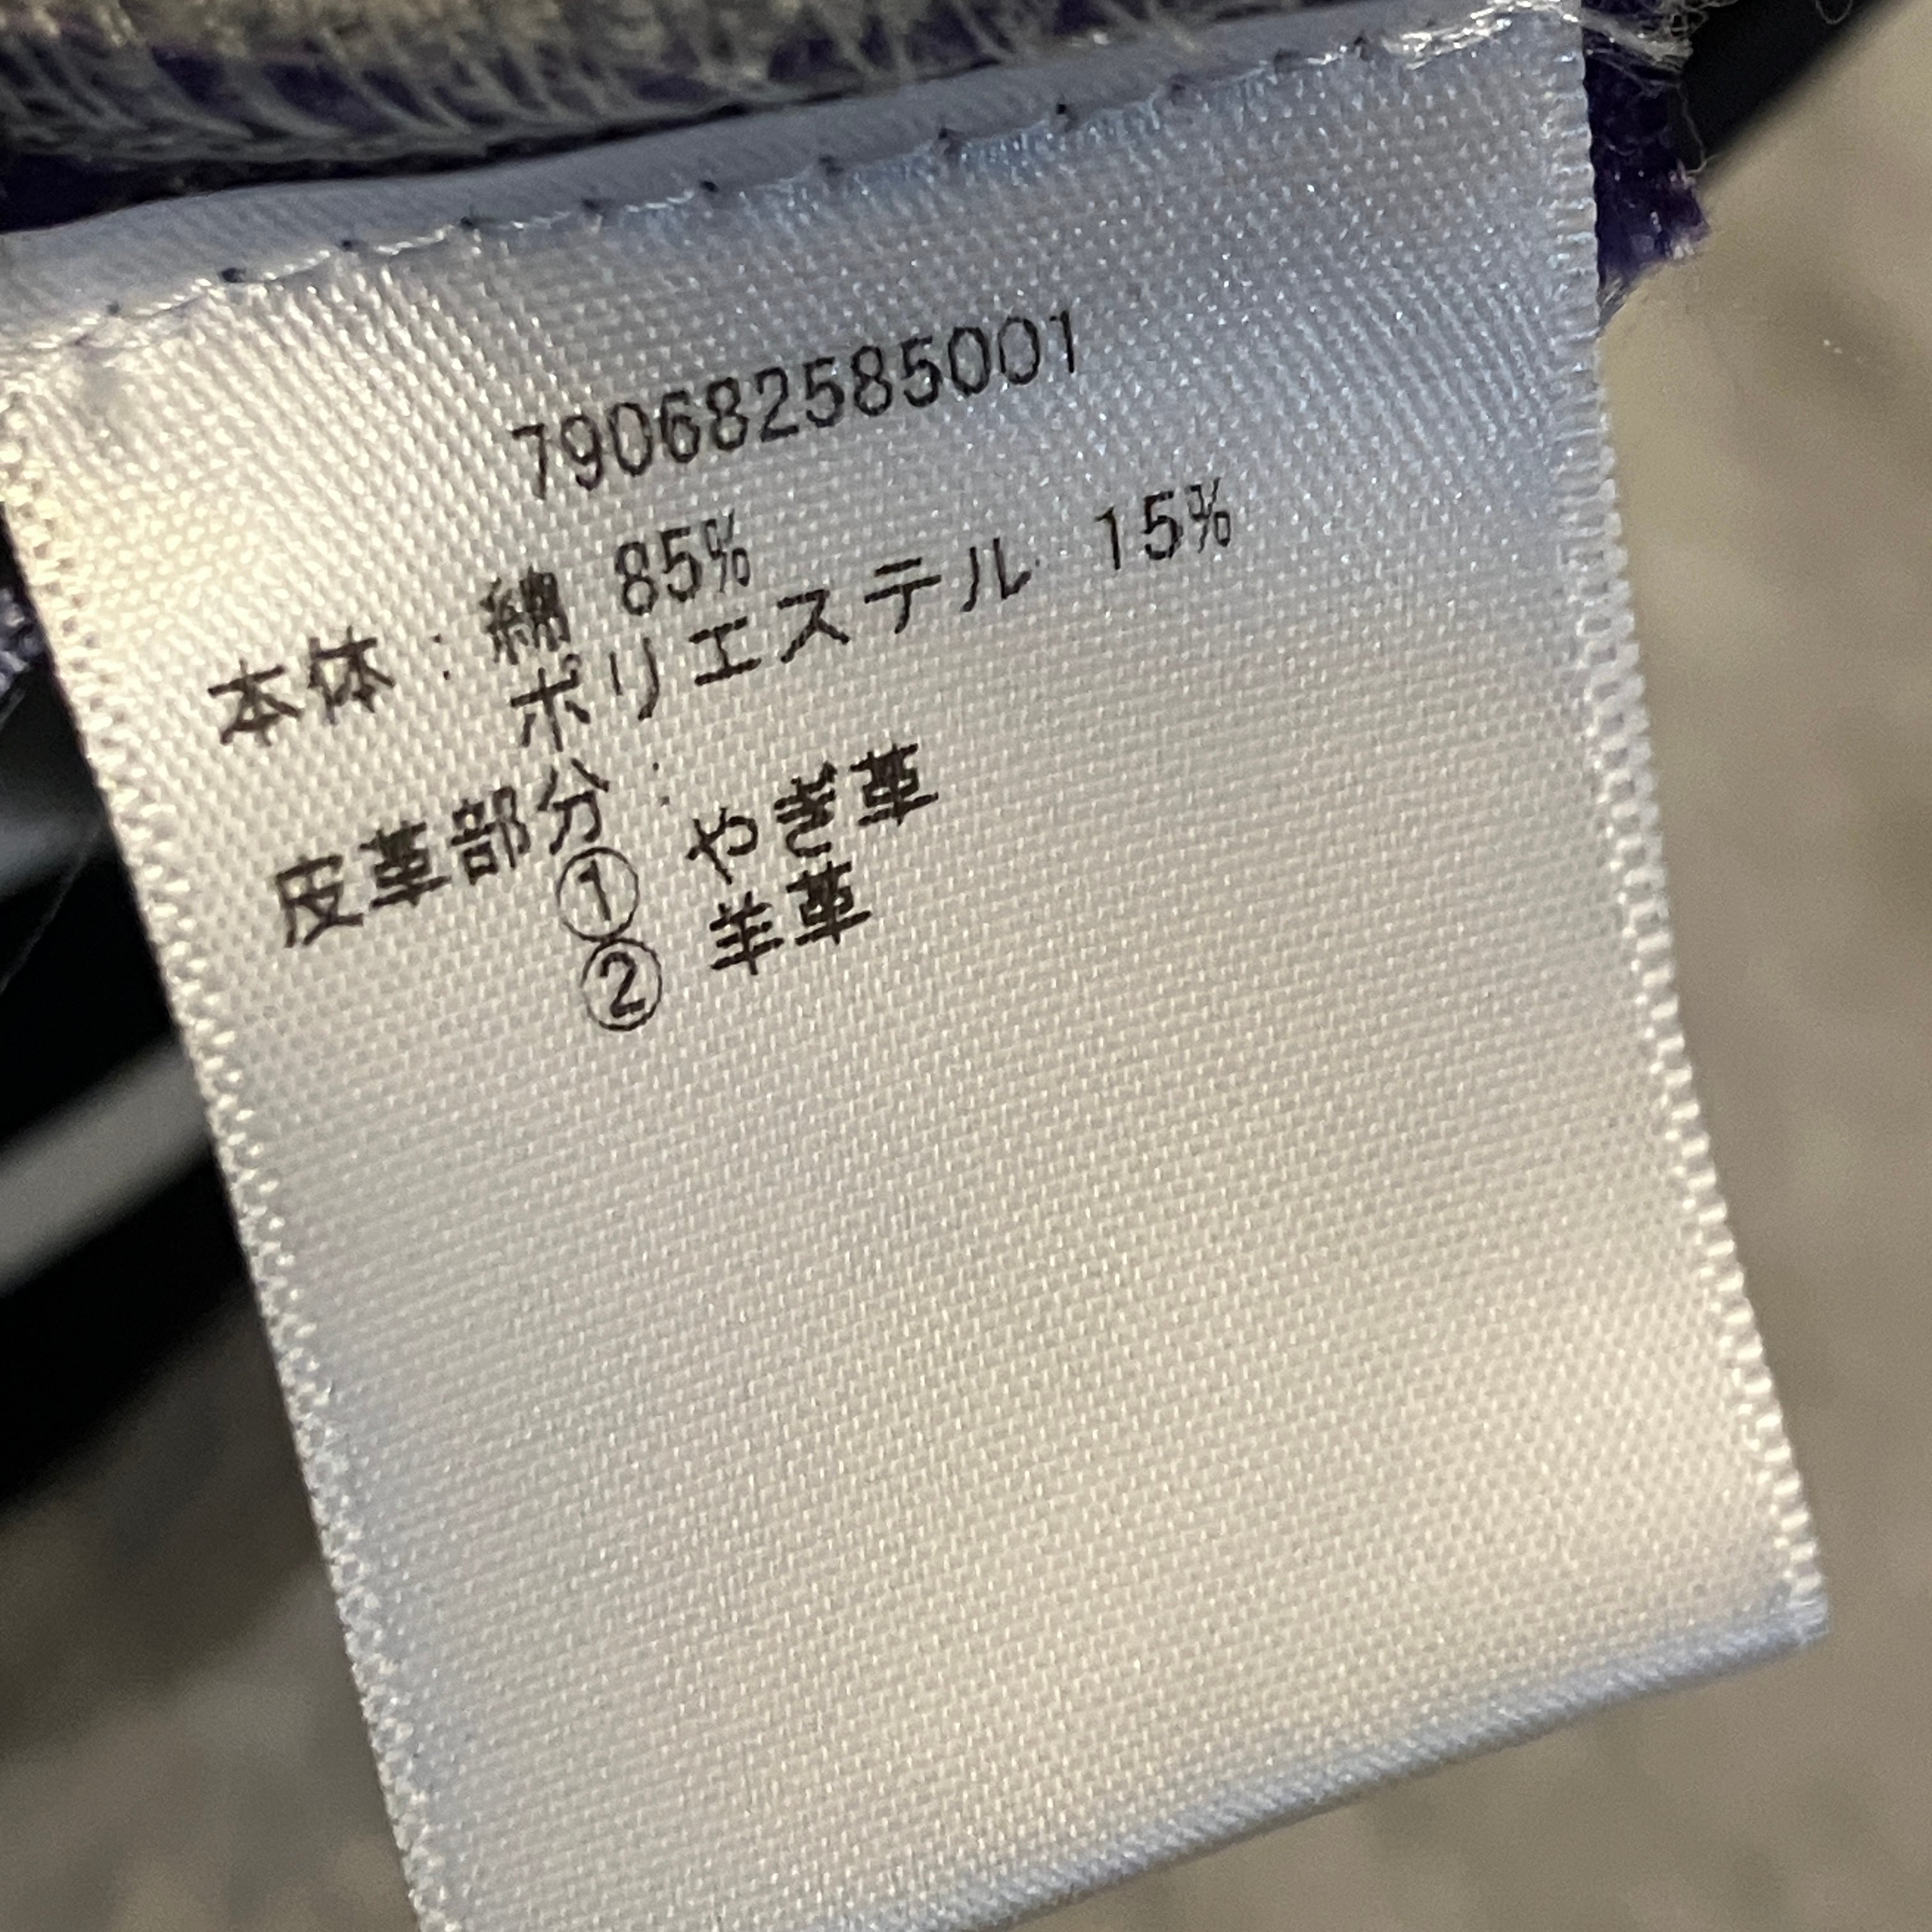 790682585001
本体:綿 85%
ポリエステル 15%
皮革部分:
① やぎ革
② 羊革